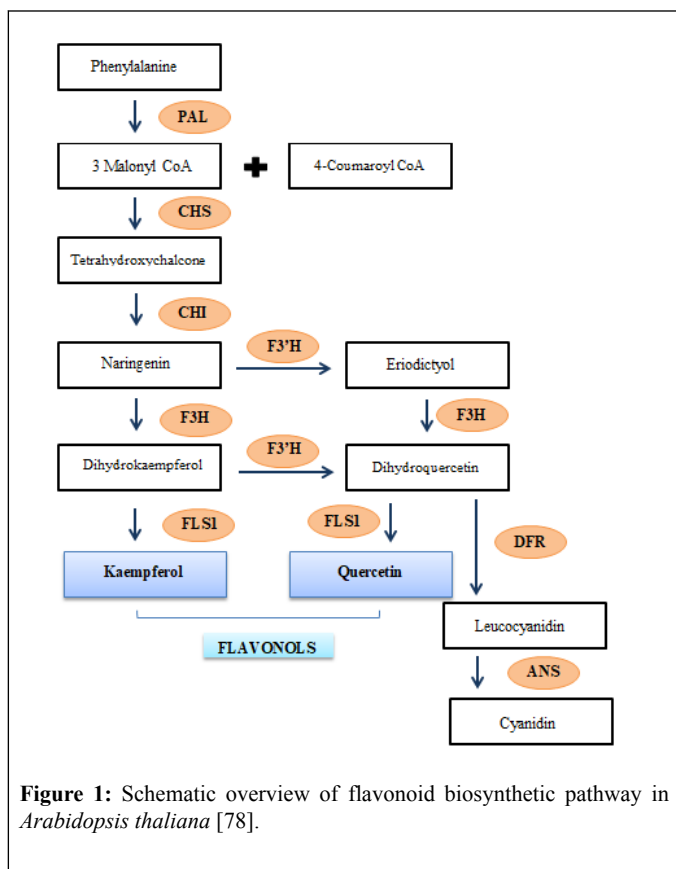 Phenylalanine
PAL
3 Malonyl CoA
4-Coumaroyl CoA
CHS
Tetrahydroxychalcone
CHI
F3'H
Naringenin
Eriodictyol
F3H
F3H
F3'H
Dihydrokaempferol
Dihydroquercetin
FLS1
FLS1
DFR
Kaempferol
Quercetin
Leucocyanidin
FLAVONOLS
ANS
Cyanidin
Figure 1: Schematic overview of flavonoid biosynthetic pathway in
Arabidopsis thaliana [78].